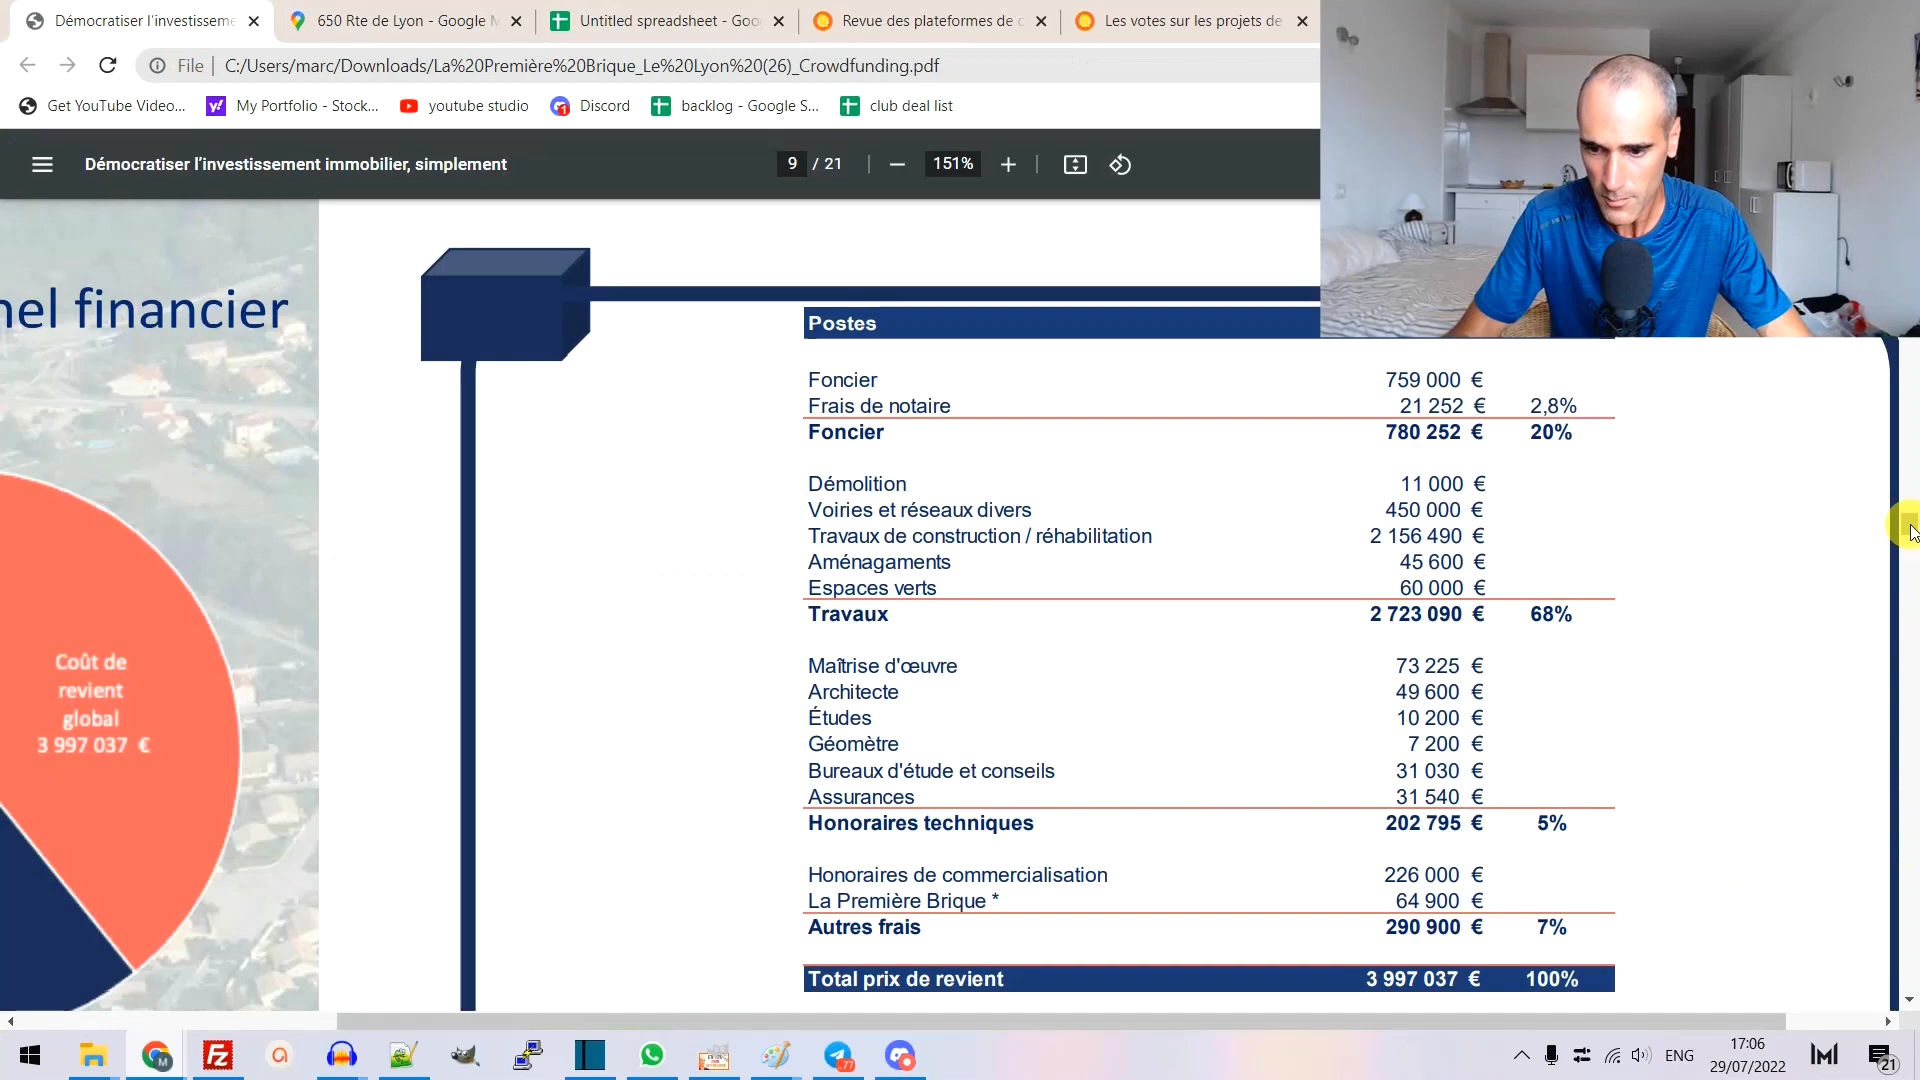 Démocratiser l’investisseme
650 Rte de Lyon - Google M
Untitled spreadsheet - Goo
Revue des plateformes de c
Les votes sur les projets de
File
C:/Users/marc/Downloads/La%20Première%20Brique_Le%20Lyon%20(26)_Crowdfunding.pdf
Get YouTube Video...
My Portfolio - Stock...
youtube studio
Discord
backlog - Google S...
club deal list
Démocratiser l’investissement immobilier, simplement
9 / 21
151%
nel financier
Postes
Foncier 759 000 €
Frais de notaire 21 252 € 2,8%
Foncier 780 252 € 20%
Démolition 11 000 €
Voiries et réseaux divers 450 000 €
Travaux de construction / réhabilitation 2 156 490 €
Aménagaments 45 600 €
Espaces verts 60 000 €
Travaux 2 723 090 € 68%
Maîtrise d'œuvre 73 225 €
Architecte 49 600 €
Études 10 200 €
Géomètre 7 200 €
Bureaux d'étude et conseils 31 030 €
Assurances 31 540 €
Honoraires techniques 202 795 € 5%
Honoraires de commercialisation 226 000 €
La Première Brique * 64 900 €
Autres frais 290 900 € 7%
Total prix de revient 3 997 037 € 100%
Coût de
revient
global
3 997 037 €
ENG
17:06
29/07/2022
21